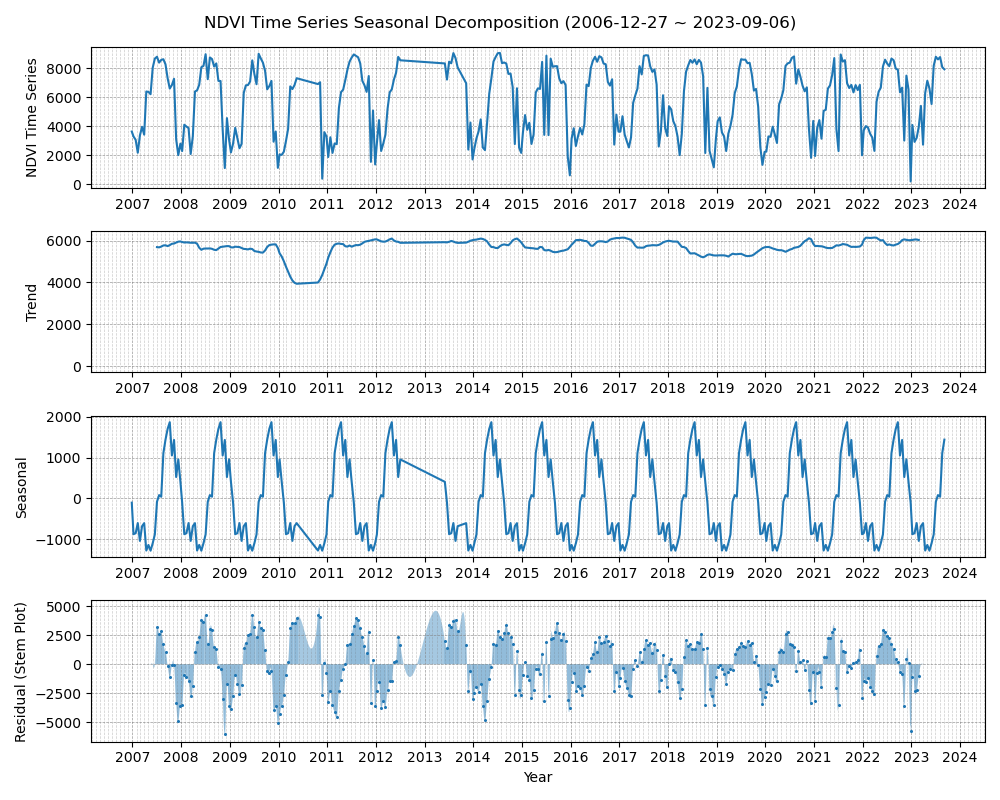 NDVI Time Series Seasonal Decomposition (2006-12-27 ~ 2023-09-06)
NDVI Time Series
8000
6000
4000
2000
0
2007 2008 2009 2010 2011 2012 2013 2014 2015 2016 2017 2018 2019 2020 2021 2022 2023 2024
Trend
6000
4000
2000
0
2007 2008 2009 2010 2011 2012 2013 2014 2015 2016 2017 2018 2019 2020 2021 2022 2023 2024
Seasonal
2000
1000
0
−1000
2007 2008 2009 2010 2011 2012 2013 2014 2015 2016 2017 2018 2019 2020 2021 2022 2023 2024
Residual (Stem Plot)
5000
2500
0
−2500
−5000
2007 2008 2009 2010 2011 2012 2013 2014 2015 2016 2017 2018 2019 2020 2021 2022 2023 2024
Year